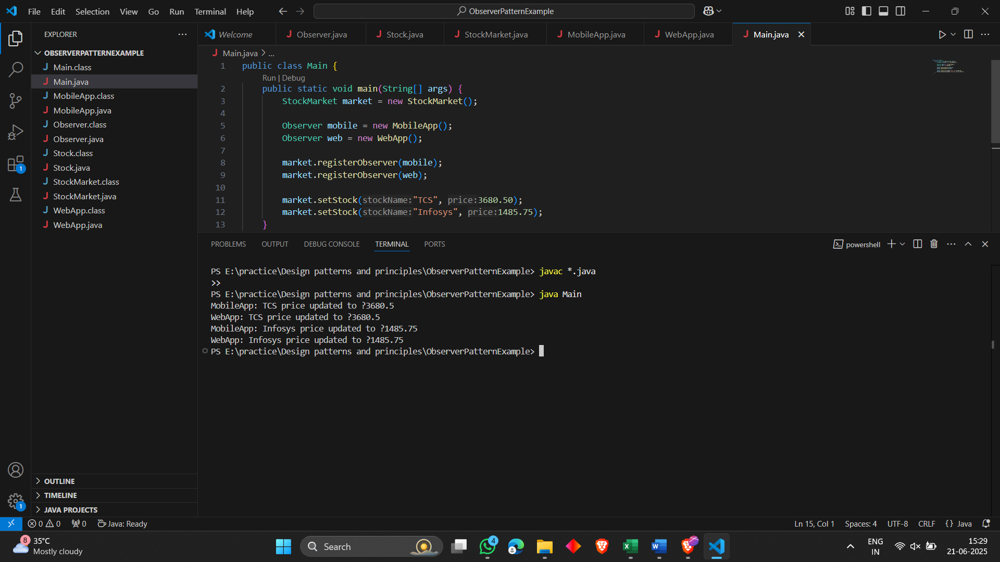 File Edit Selection View Go Run Terminal Help
ObserverPatternExample
EXPLORER
OBSERVERPATTERNEXAMPLE
J Main.class
J Main.java
J MobileApp.class
J MobileApp.java
J Observer.class
J Observer.java
J Stock.class
J Stock.java
J StockMarket.class
J StockMarket.java
J WebApp.class
J WebApp.java
OUTLINE
TIMELINE
JAVA PROJECTS
Welcome J Observer.java J Stock.java J StockMarket.java J MobileApp.java J WebApp.java J Main.java
J Main.java > ...
1 public class Main {
Run | Debug
2 public static void main(String[] args) {
3 StockMarket market = new StockMarket();
4
5 Observer mobile = new MobileApp();
6 Observer web = new WebApp();
7
8 market.registerObserver(mobile);
9 market.registerObserver(web);
10
11 market.setStock(stockName:"TCS", price:3680.50);
12 market.setStock(stockName:"Infosys", price:1485.75);
13 }
PROBLEMS OUTPUT DEBUG CONSOLE TERMINAL PORTS
powershell
PS E:\practice\Design patterns and principles\ObserverPatternExample> javac *.java
>>
PS E:\practice\Design patterns and principles\ObserverPatternExample> java Main
MobileApp: TCS price updated to ?3680.5
WebApp: TCS price updated to ?3680.5
MobileApp: Infosys price updated to ?1485.75
WebApp: Infosys price updated to ?1485.75
PS E:\practice\Design patterns and principles\ObserverPatternExample>
1
1
0 0 0 Java: Ready
Ln 15, Col 1 Spaces: 4 UTF-8 CRLF {} Java
8 35°C
Mostly cloudy
Search
4
ENG
IN
15:29
21-06-2025